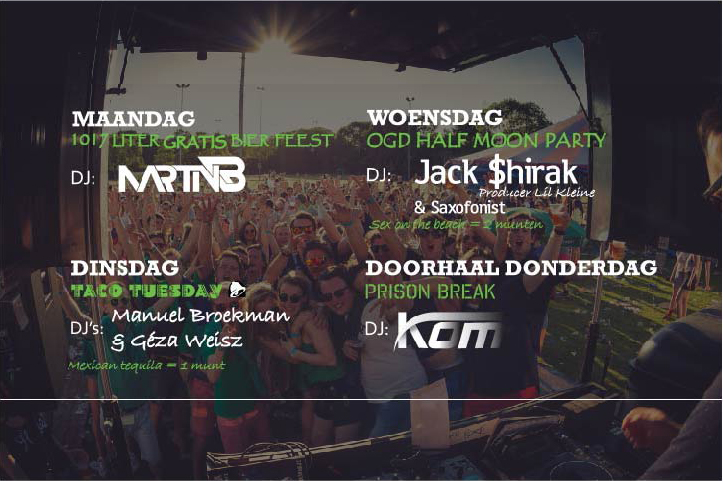 MAANDAG
1017 LITER GRATIS BIER FEEST
DJ: MRTNB
DINSDAG
TACO TUESDAY
DJ's: Manuel Broekman
& Géza Weisz
Mexican tequila = 1 munt
WOENSDAG
OGD HALF MOON PARTY
DJ: Jack $hirak
Producer Lil Kleine
& Saxofonist
Sex on the beach = 2 munten
DOORHAAL DONDERDAG
PRISON BREAK
DJ: KOM